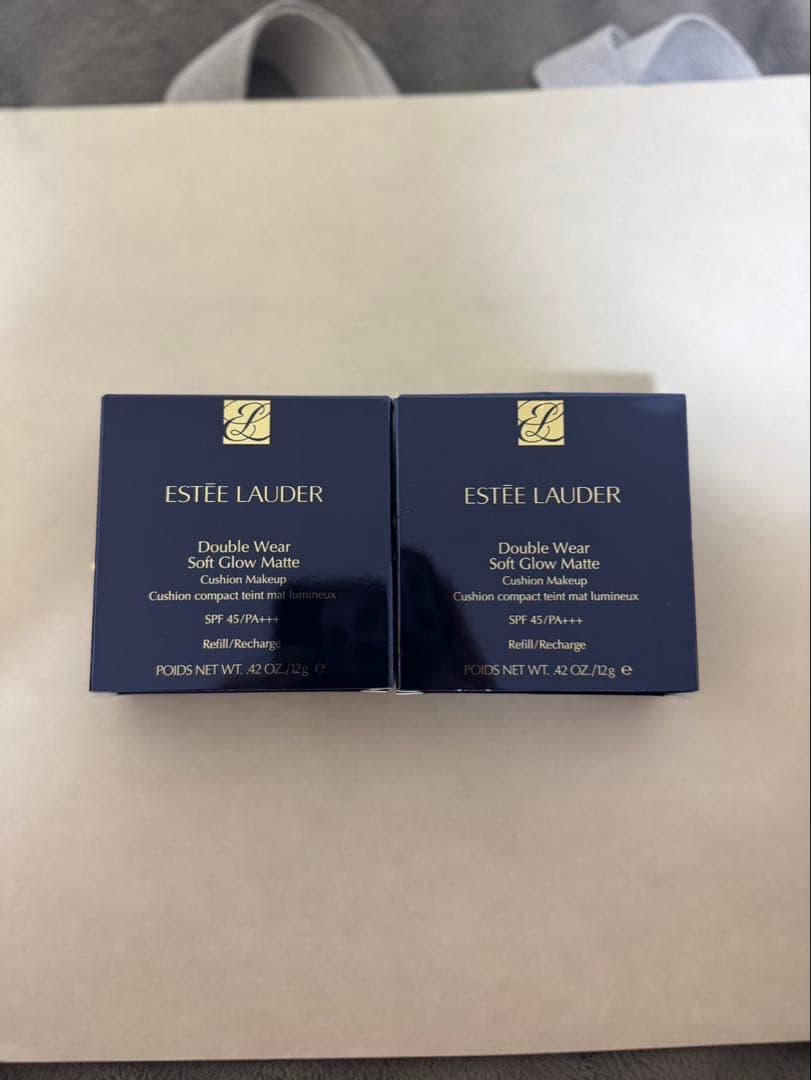 EL
ESTĒE LAUDER
Double Wear
Soft Glow Matte
Cushion Makeup
Cushion compact teint mat lumineux
SPF 45/PA+++
Refill/Recharge
POIDS NET WT. .42 OZ./12g ℮
EL
ESTĒE LAUDER
Double Wear
Soft Glow Matte
Cushion Makeup
Cushion compact teint mat lumineux
SPF 45/PA+++
Refill/Recharge
POIDS NET WT. .42 OZ./12g ℮